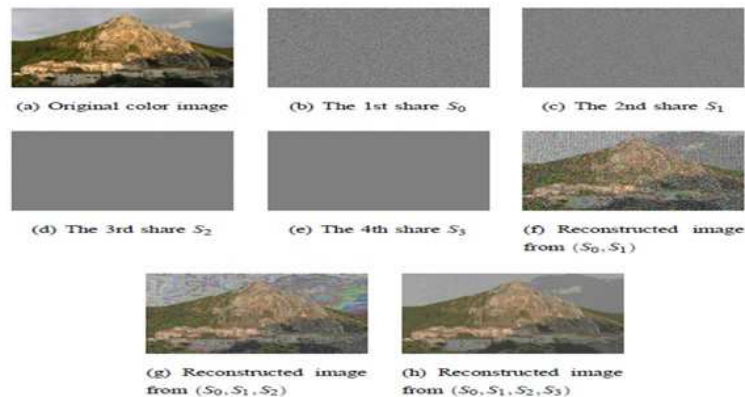 (a) Original color image
(b) The 1st share S₀
(c) The 2nd share S₁
(d) The 3rd share S₂
(e) The 4th share S₃
(f) Reconstructed image
from (S₀, S₁)
(g) Reconstructed image
from (S₀, S₁, S₂)
(h) Reconstructed image
from (S₀, S₁, S₂, S₃)